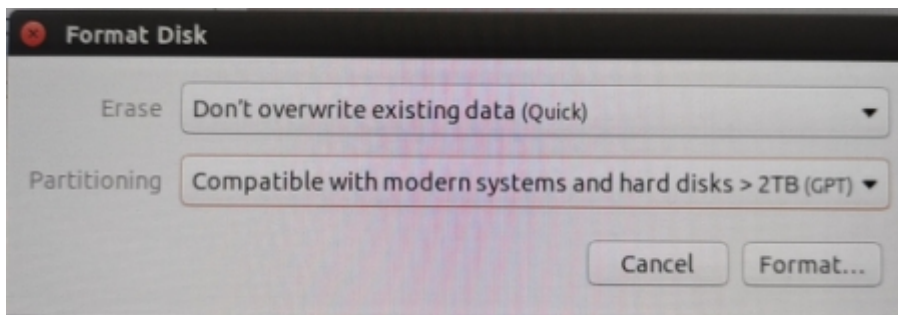 Format Disk
Erase Don't overwrite existing data (Quick)
Partitioning Compatible with modern systems and hard disks > 2TB (GPT)
Cancel Format...